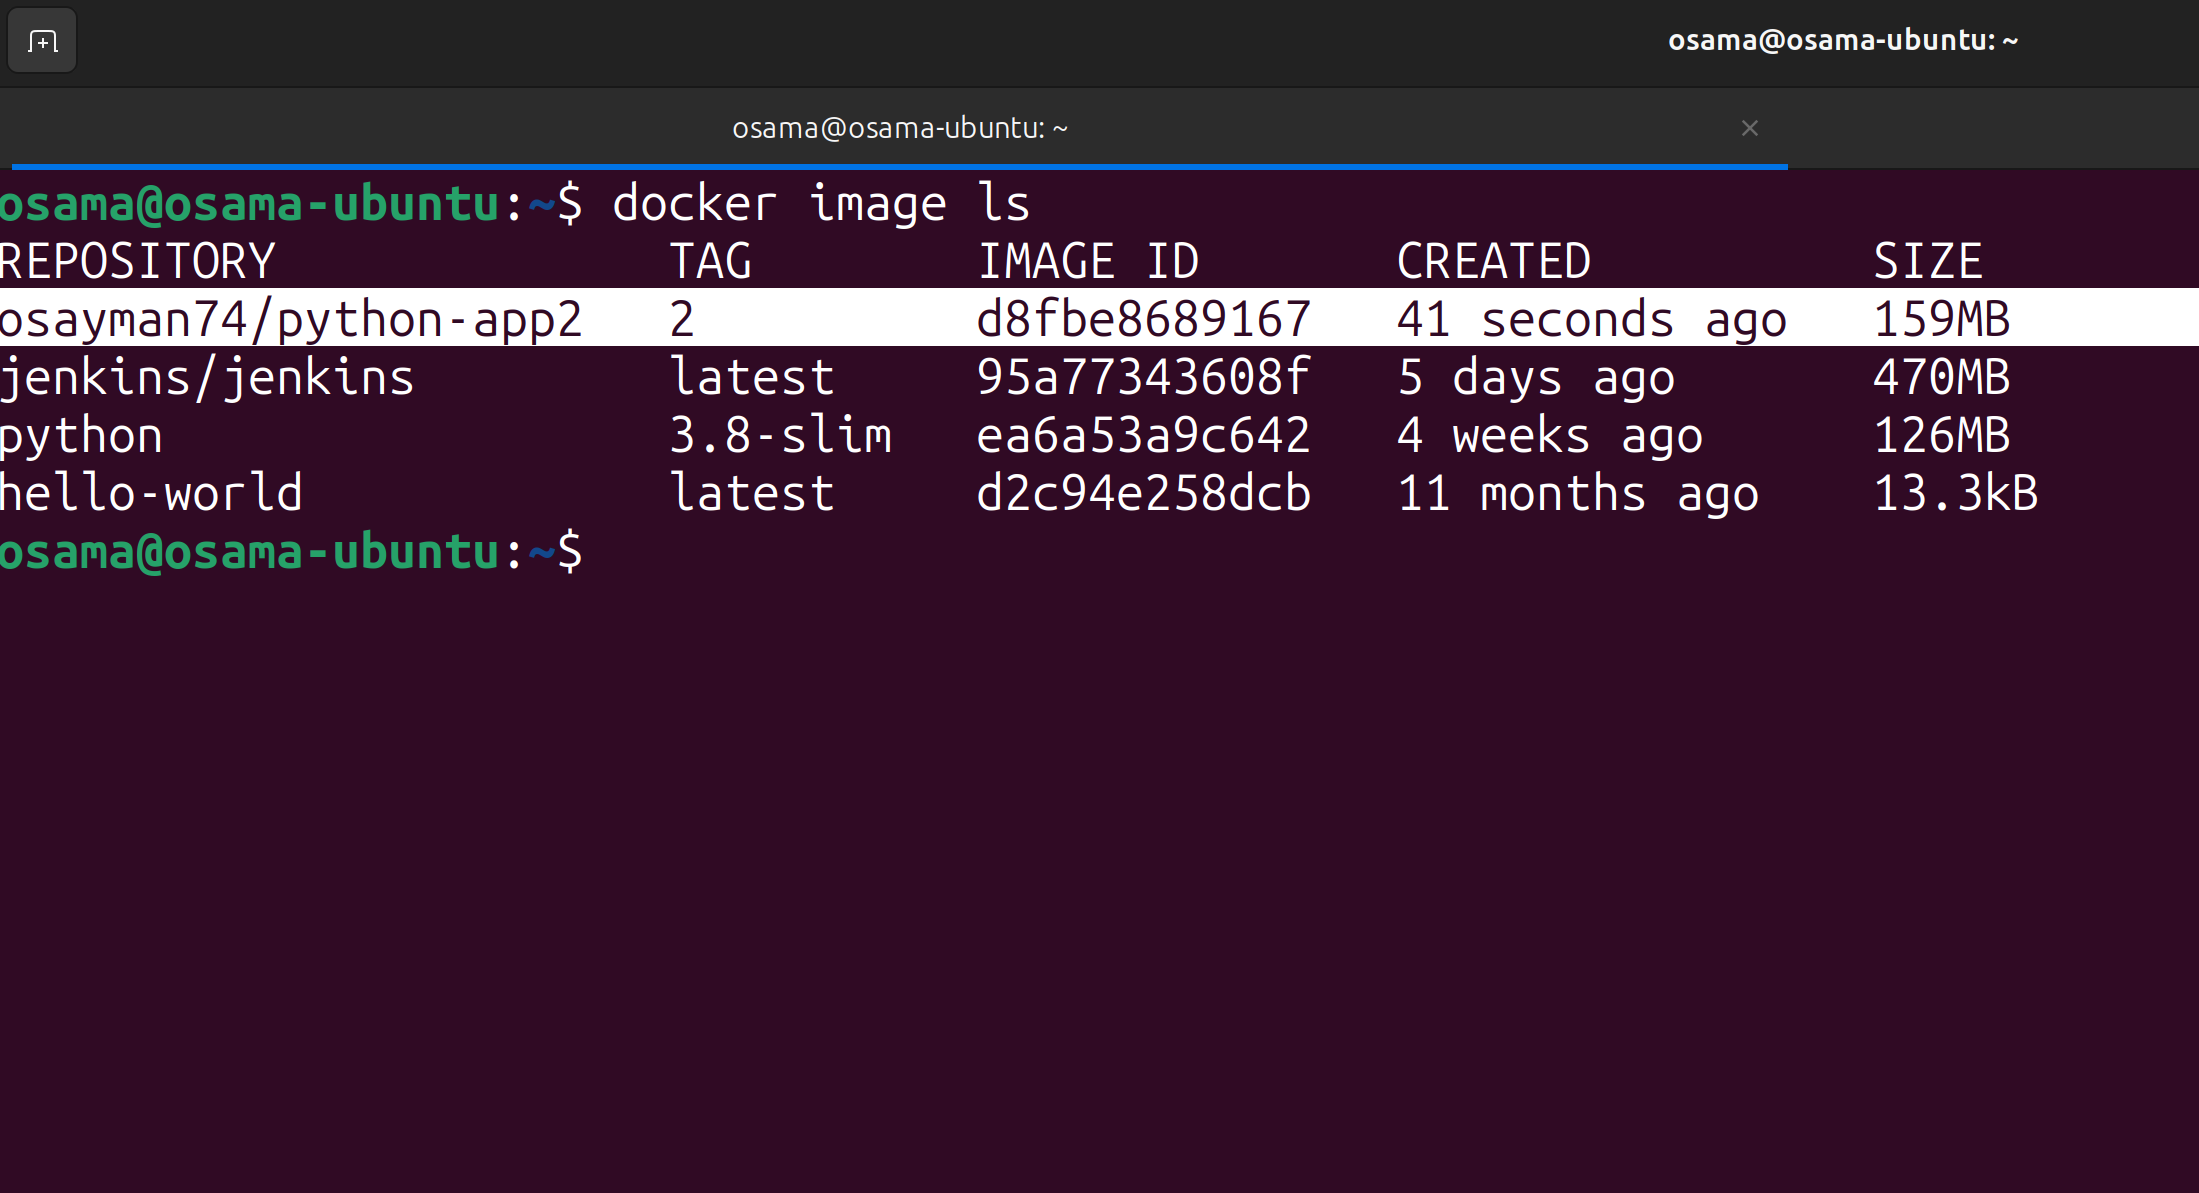 osama@osama-ubuntu: ~
osama@osama-ubuntu: ~ ×
osama@osama-ubuntu:~$ docker image ls
REPOSITORY TAG IMAGE ID CREATED SIZE
osayman74/python-app2 2 d8fbe8689167 41 seconds ago 159MB
jenkins/jenkins latest 95a77343608f 5 days ago 470MB
python 3.8-slim ea6a53a9c642 4 weeks ago 126MB
hello-world latest d2c94e258dcb 11 months ago 13.3kB
osama@osama-ubuntu:~$